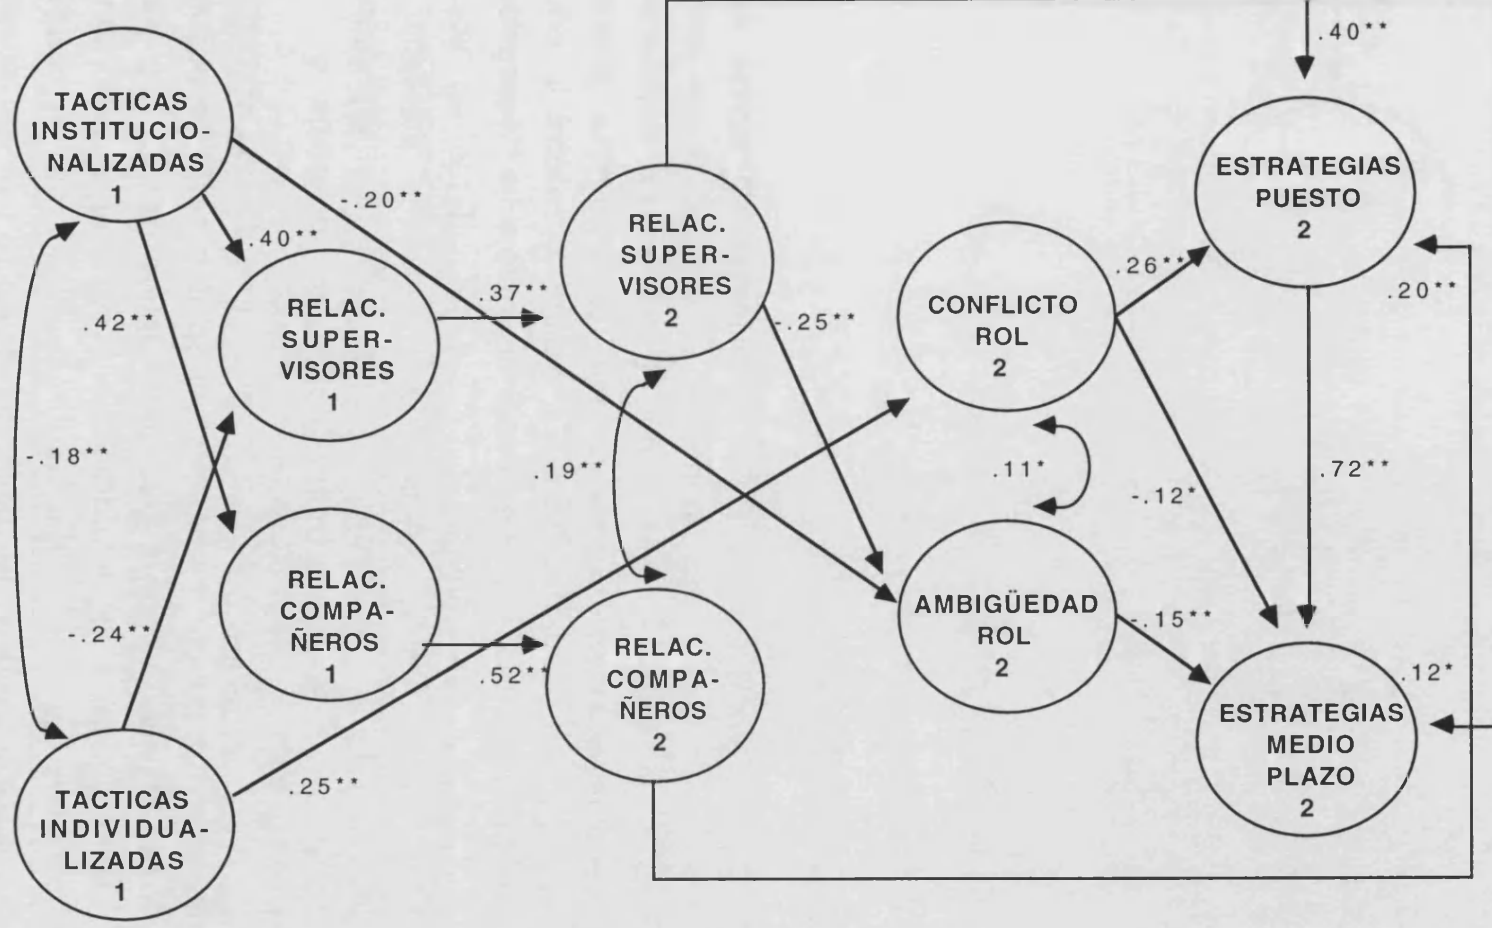 .40**
TACTICAS
INSTITUCIO-
NALIZADAS
1
-.20**
.40**
RELAC.
SUPER-
VISORES
2
ESTRATEGIAS
PUESTO
2
.26**
.20**
CONFLICTO
ROL
2
.37**
-.25**
RELAC.
SUPER-
VISORES
1
.42**
-.18**
.19**
.11*
-.12*
.72**
RELAC.
COMPA-
ÑEROS
1
-.24**
.52**
RELAC.
COMPA-
ÑEROS
2
AMBIGÜEDAD
ROL
2
-.15**
.12*
ESTRATEGIAS
MEDIO
PLAZO
2
.25**
TACTICAS
INDIVIDUA-
LIZADAS
1